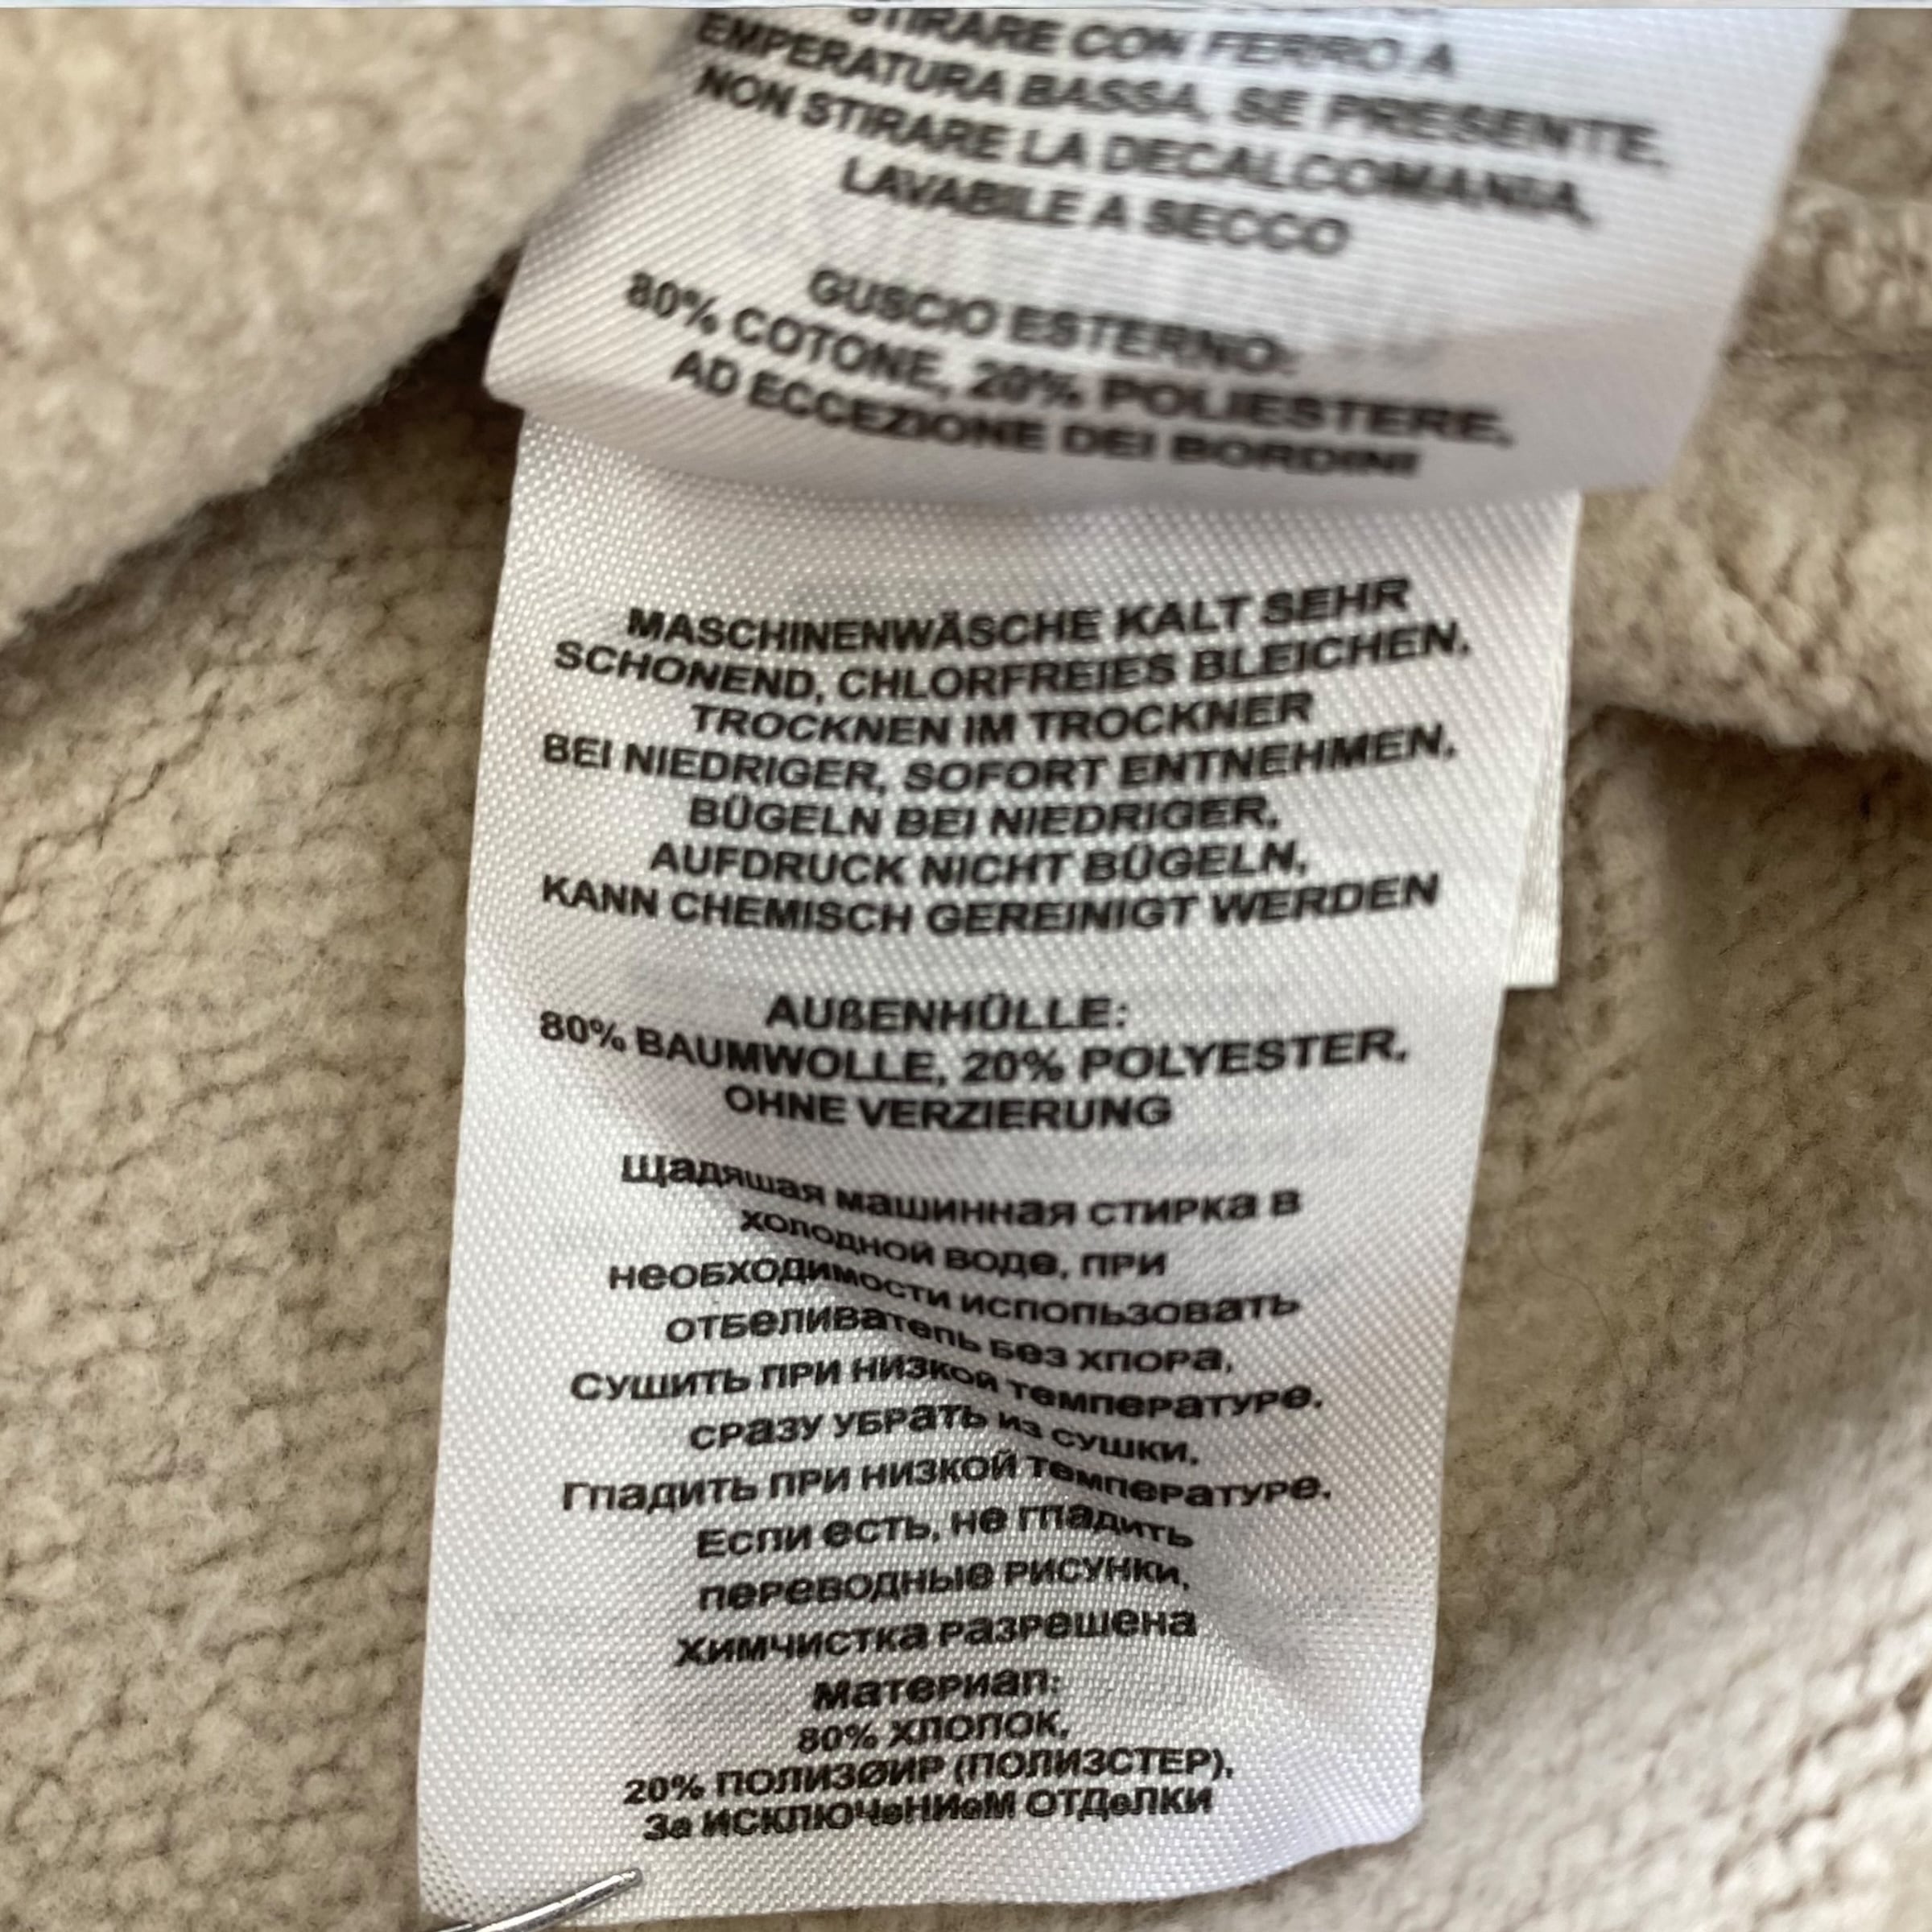 STIRARE CON FERRO A
EMPERATURA BASSA, SE PRESENTE,
NON STIRARE LA DECALCOMANIA,
LAVABILE A SECCO
GUSCIO ESTERNO:
80% COTONE, 20% POLIESTERE,
AD ECCEZIONE DEI BORDINI
MASCHINENWÄSCHE KALT SEHR
SCHONEND, CHLORFREIES BLEICHEN,
TROCKNEN IM TROCKNER
BEI NIEDRIGER, SOFORT ENTNEHMEN,
BÜGELN BEI NIEDRIGER,
AUFDRUCK NICHT BÜGELN,
KANN CHEMISCH GEREINIGT WERDEN
AUßENHÜLLE:
80% BAUMWOLLE, 20% POLYESTER,
OHNE VERZIERUNG
Щадяшая машинная стирка в
холодной воде, при
необходимости использовать
отбеливатель без хлора,
Сушить при низкой температуре.
сразу убрать из сушки.
Гладить при низкой температуре.
Если есть, не гладить
переводные рисунки,
химчистка разрешена
материал:
80% ХЛОПОК,
20% ПОЛИЗØИР (ПОЛИЗСТЕР),
За ИСКЛЮЧеНИеМ ОТДеЛКИ